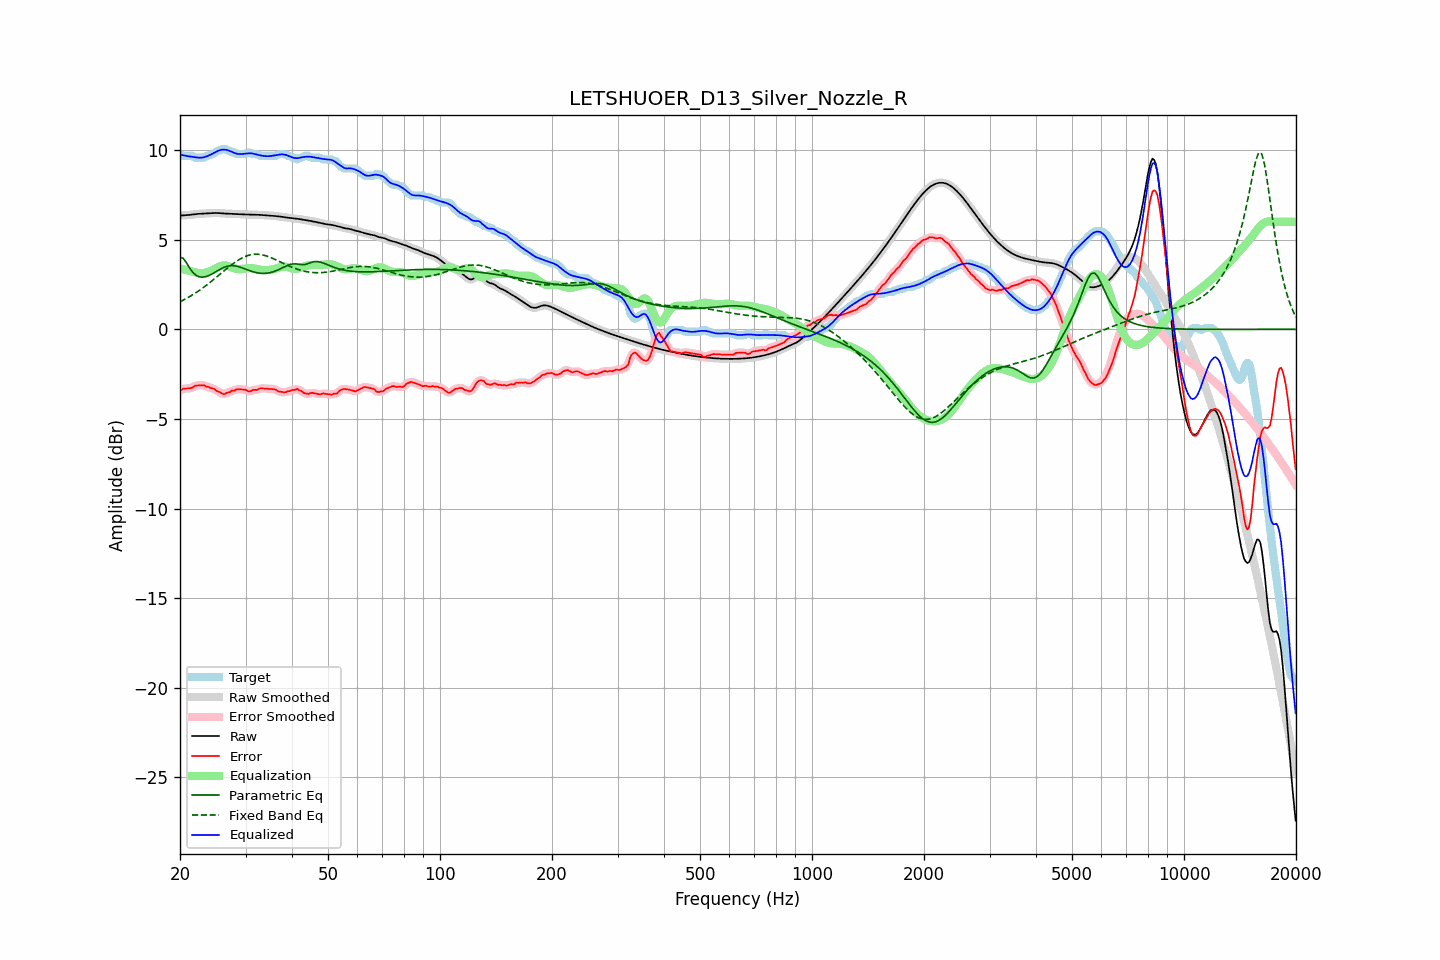 LETSHUOER_D13_Silver_Nozzle_R
10
5
0
−5
−10
−15
−20
−25
Amplitude (dBr)
Target
Raw Smoothed
Error Smoothed
Raw
Error
Equalization
Parametric Eq
Fixed Band Eq
Equalized
20 50 100 200 500 1000 2000 5000 10000 20000
Frequency (Hz)